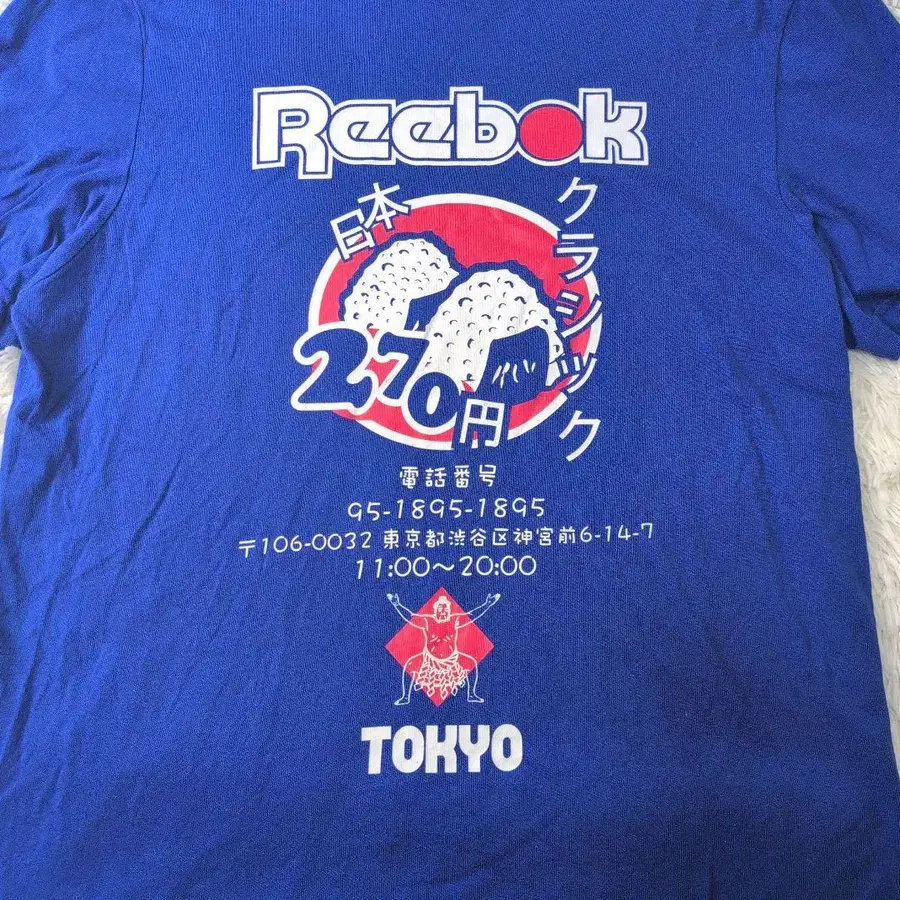 Reebok
日本
クラシック
270円
電話番号
95-1895-1895
〒106-0032 東京都渋谷区神宮前6-14-7
11:00〜20:00
TOKYO